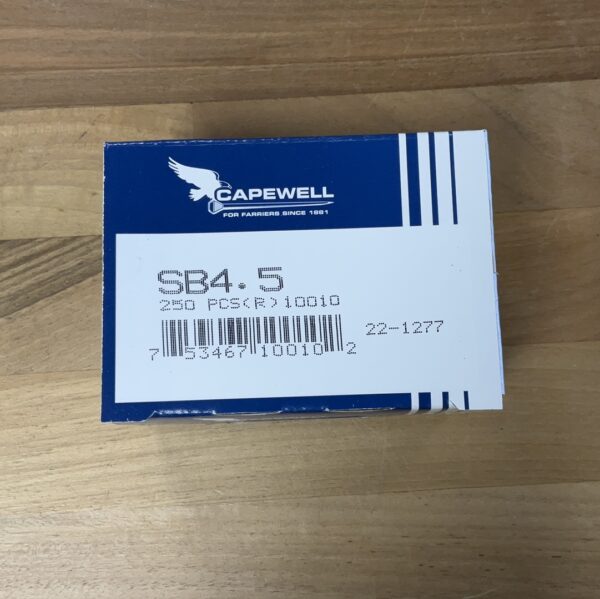 CAPEWELL
FOR FARRIERS SINCE 1881
SB4.5
250 PCS(R)10010
22-1277
7 53467 10010 2